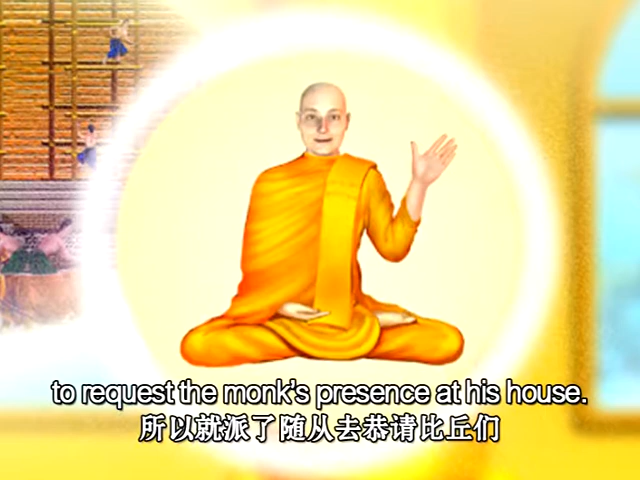 to request the monk's presence at his house.
所以就派了随从去恭请比丘们